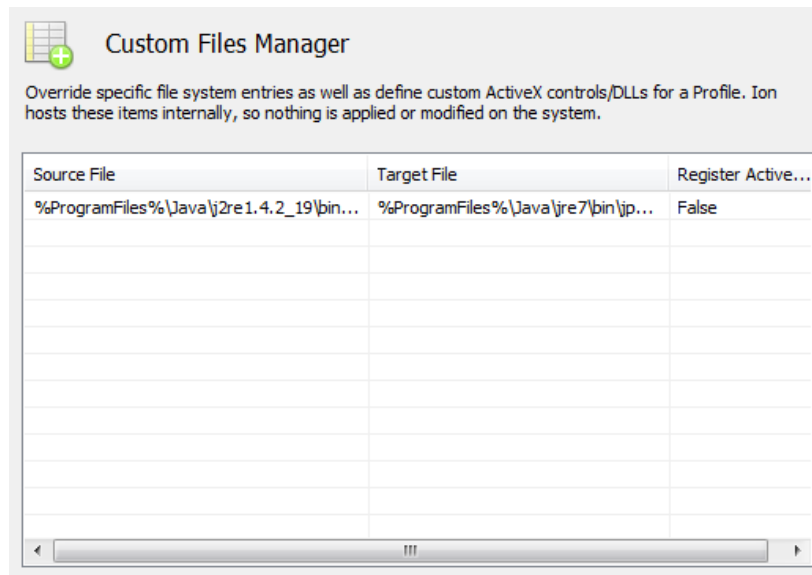 Custom Files Manager
Override specific file system entries as well as define custom ActiveX controls/DLLs for a Profile. Ion
hosts these items internally, so nothing is applied or modified on the system.
Source File Target File Register Active...
%ProgramFiles%\Java\j2re1.4.2_19\bin... %ProgramFiles%\Java\jre7\bin\jp... False